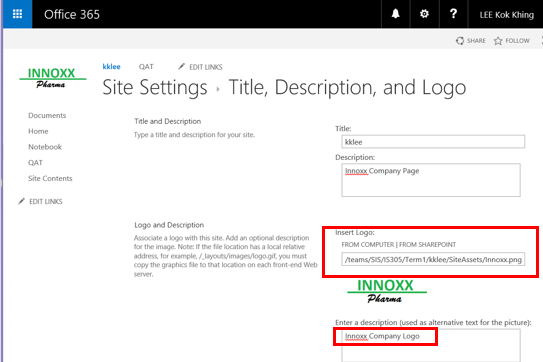 Office 365
LEE Kok Khing
SHARE
FOLLOW
INNOXX
Pharma
kklee
QAT
EDIT LINKS
Site Settings › Title, Description, and Logo
Documents
Home
Notebook
QAT
Site Contents
EDIT LINKS
Title and Description
Type a title and description for your site.
Title:
kklee
Description:
Innoxx Company Page
Logo and Description
Associate a logo with this site. Add an optional description
for the image. Note: If the file location has a local relative
address, for example, /_layouts/images/logo.gif, you must
copy the graphics file to that location on each front-end Web
server.
Insert Logo:
FROM COMPUTER | FROM SHAREPOINT
/teams/SIS/IS305/Term1/kklee/SiteAssets/Innoxx.png
INNOXX
Pharma
Enter a description (used as alternative text for the picture):
Innoxx Company Logo